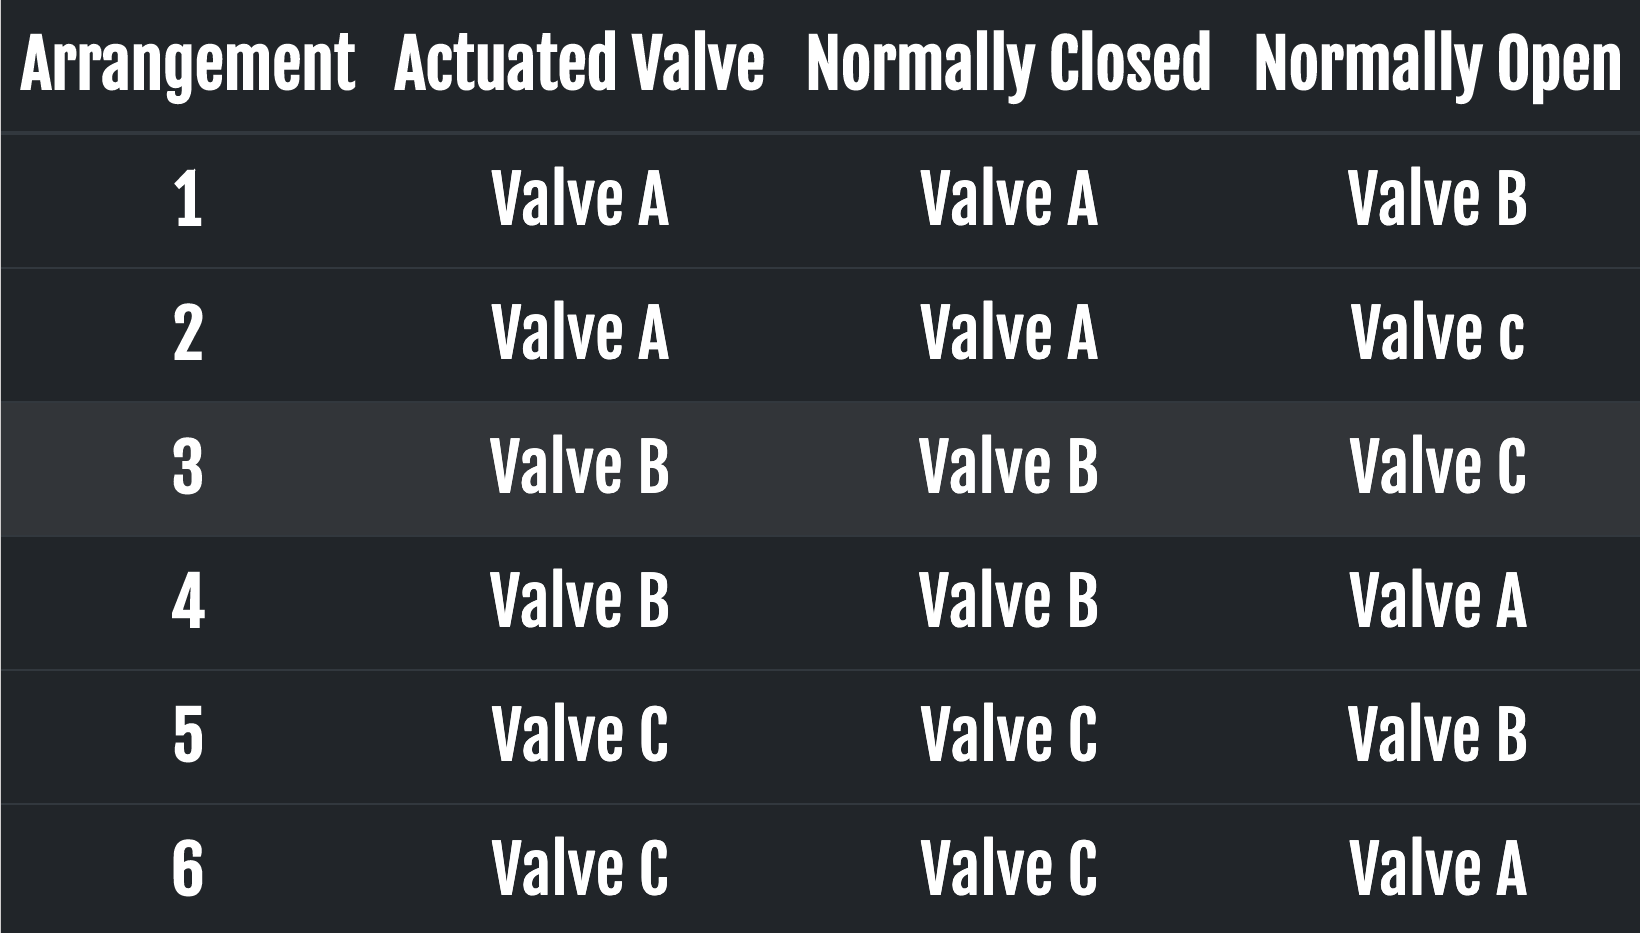 Arrangement Actuated Valve Normally Closed Normally Open
1 Valve A Valve A Valve B
2 Valve A Valve A Valve c
3 Valve B Valve B Valve C
4 Valve B Valve B Valve A
5 Valve C Valve C Valve B
6 Valve C Valve C Valve A